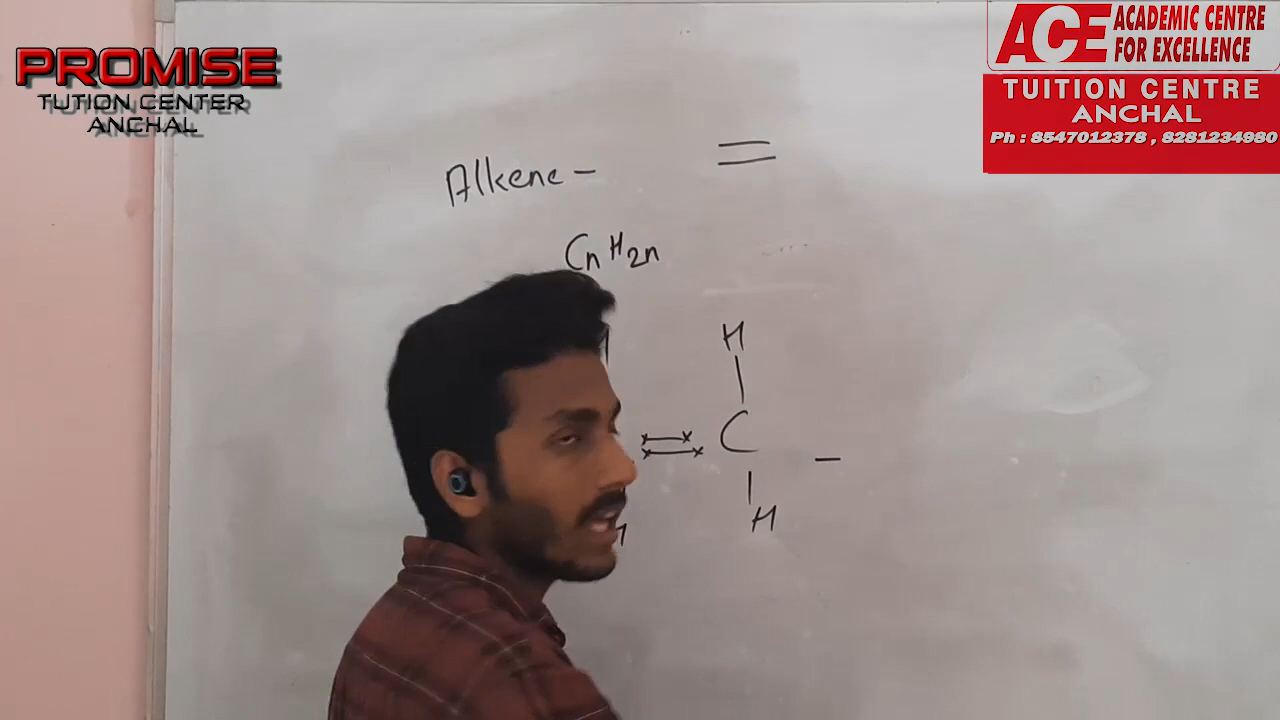 PROMISE
TUTION CENTER
ANCHAL
ACE ACADEMIC CENTRE
FOR EXCELLENCE
TUITION CENTRE
ANCHAL
Ph : 8547012378 , 8281234980
Alkene - =
CnH2n
H
C -
H